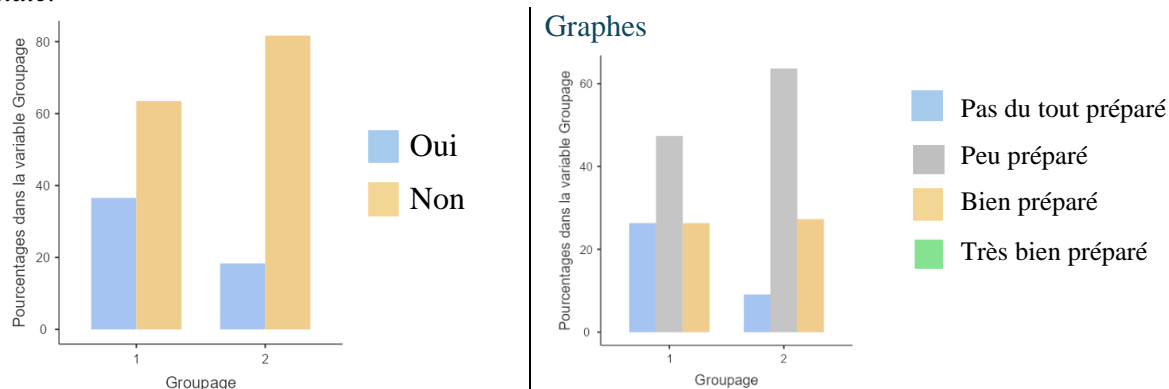 Graphes
Pourcentages dans la variable Groupage
80
60
40
20
0
1
2
Groupage
Oui
Non
Pourcentages dans la variable Groupage
60
40
20
0
1
2
Groupage
Pas du tout préparé
Peu préparé
Bien préparé
Très bien préparé